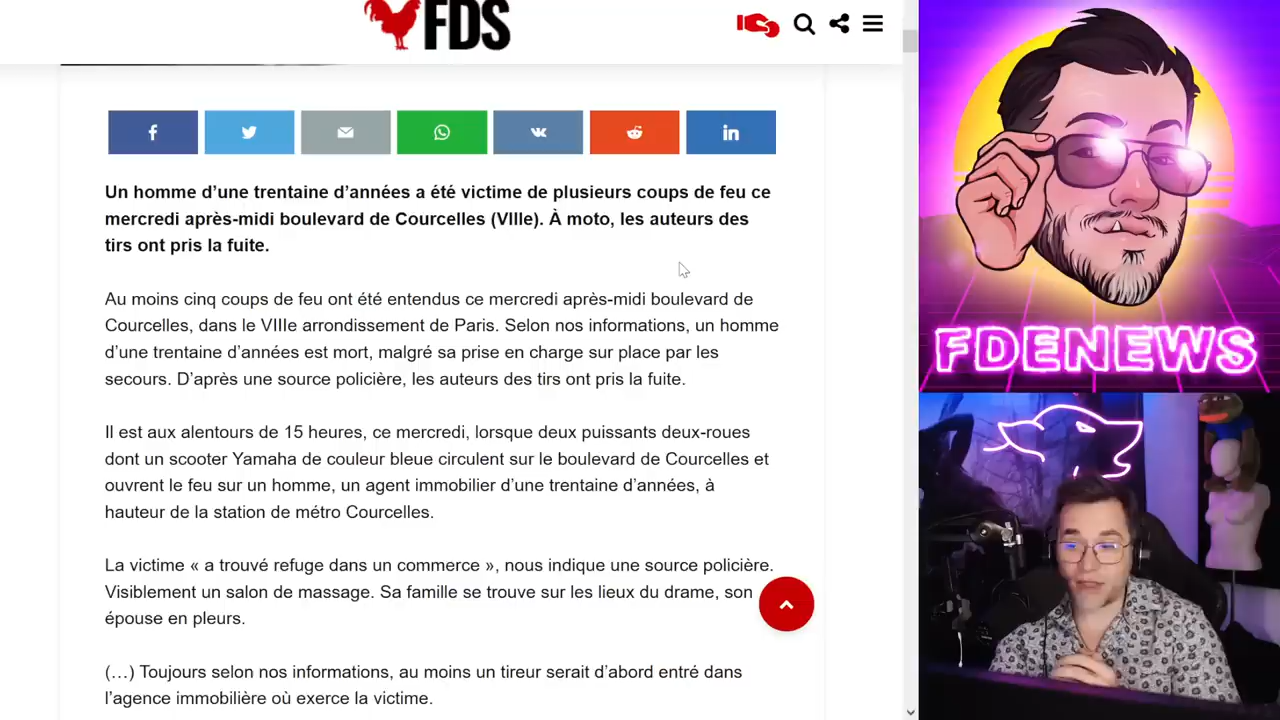 FDS
Un homme d’une trentaine d’années a été victime de plusieurs coups de feu ce
mercredi après-midi boulevard de Courcelles (VIIIe). À moto, les auteurs des
tirs ont pris la fuite.
Au moins cinq coups de feu ont été entendus ce mercredi après-midi boulevard de
Courcelles, dans le VIIIe arrondissement de Paris. Selon nos informations, un homme
d’une trentaine d’années est mort, malgré sa prise en charge sur place par les
secours. D’après une source policière, les auteurs des tirs ont pris la fuite.
Il est aux alentours de 15 heures, ce mercredi, lorsque deux puissants deux-roues
dont un scooter Yamaha de couleur bleue circulent sur le boulevard de Courcelles et
ouvrent le feu sur un homme, un agent immobilier d’une trentaine d’années, à
hauteur de la station de métro Courcelles.
La victime « a trouvé refuge dans un commerce », nous indique une source policière.
Visiblement un salon de massage. Sa famille se trouve sur les lieux du drame, son
épouse en pleurs.
(…) Toujours selon nos informations, au moins un tireur serait d’abord entré dans
l’agence immobilière où exerce la victime.
FDENEWS